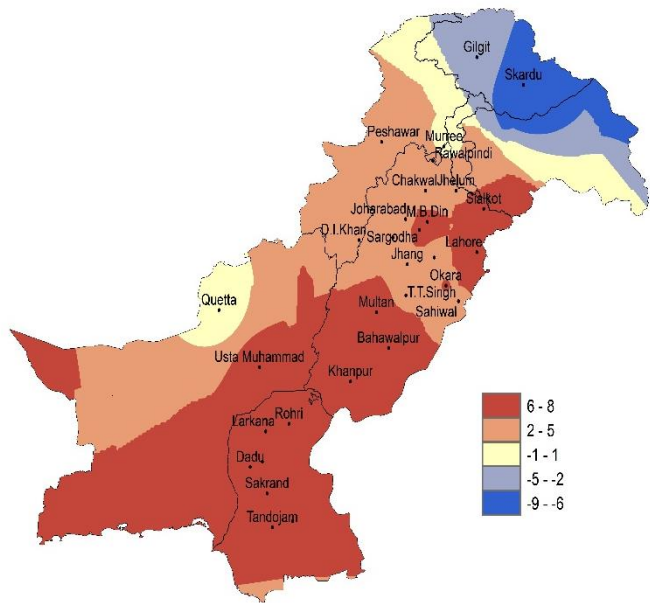 Gilgit
Skardu
Peshawar
Murree
Rawalpindi
Chakwal
Jhelum
Sialkot
Joharabad
M.B.Din
D.I.Khan
Sargodha
Lahore
Jhang
Okara
T.T.Singh
Sahiwal
Quetta
Multan
Bahawalpur
Usta Muhammad
Khanpur
Rohri
Larkana
Dadu
Sakrand
Tandojam
6 - 8
2 - 5
-1 - 1
-5 - -2
-9 - -6